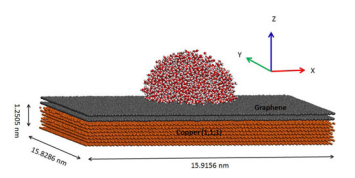 Z
Y
X
Graphene
Copper (1,1,1)
1.2505 nm
15.8286 nm
15.9156 nm